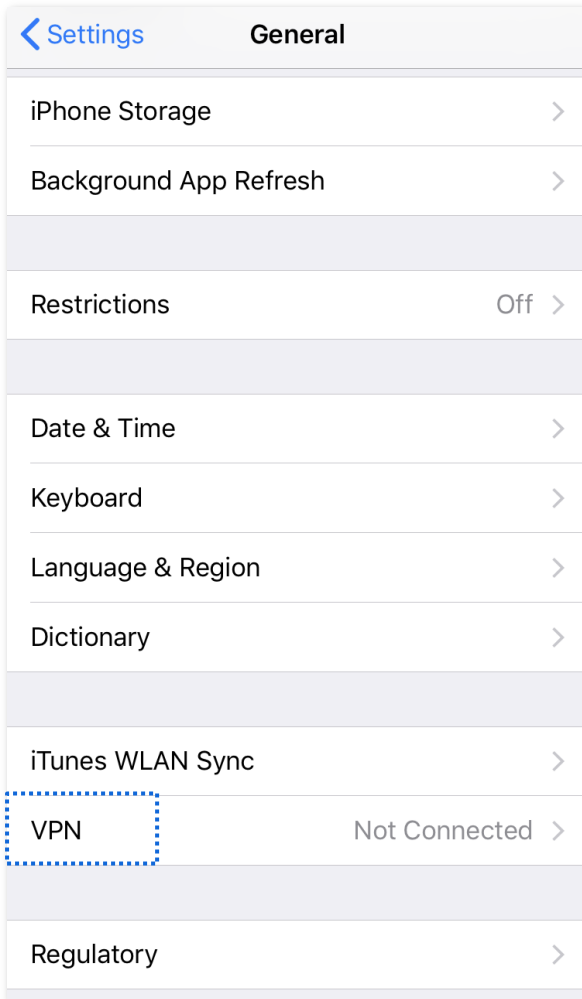 Settings General
iPhone Storage
Background App Refresh
Restrictions Off
Date & Time
Keyboard
Language & Region
Dictionary
iTunes WLAN Sync
VPN Not Connected
Regulatory